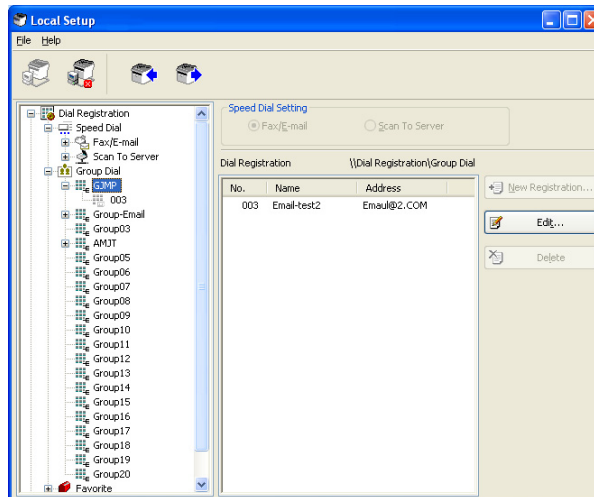 Local Setup
File Help
Dial Registration
Speed Dial
Fax/E-mail
Scan To Server
Group Dial
GJMP
003
Group-Email
Group03
AMJT
Group05
Group06
Group07
Group08
Group09
Group10
Group11
Group12
Group13
Group14
Group15
Group16
Group17
Group18
Group19
Group20
Favorite
Speed Dial Setting
Fax/E-mail Scan To Server
Dial Registration \\Dial Registration\Group Dial
No. Name Address
003 Email-test2 Emaul@2.COM
New Registration...
Edit...
Delete